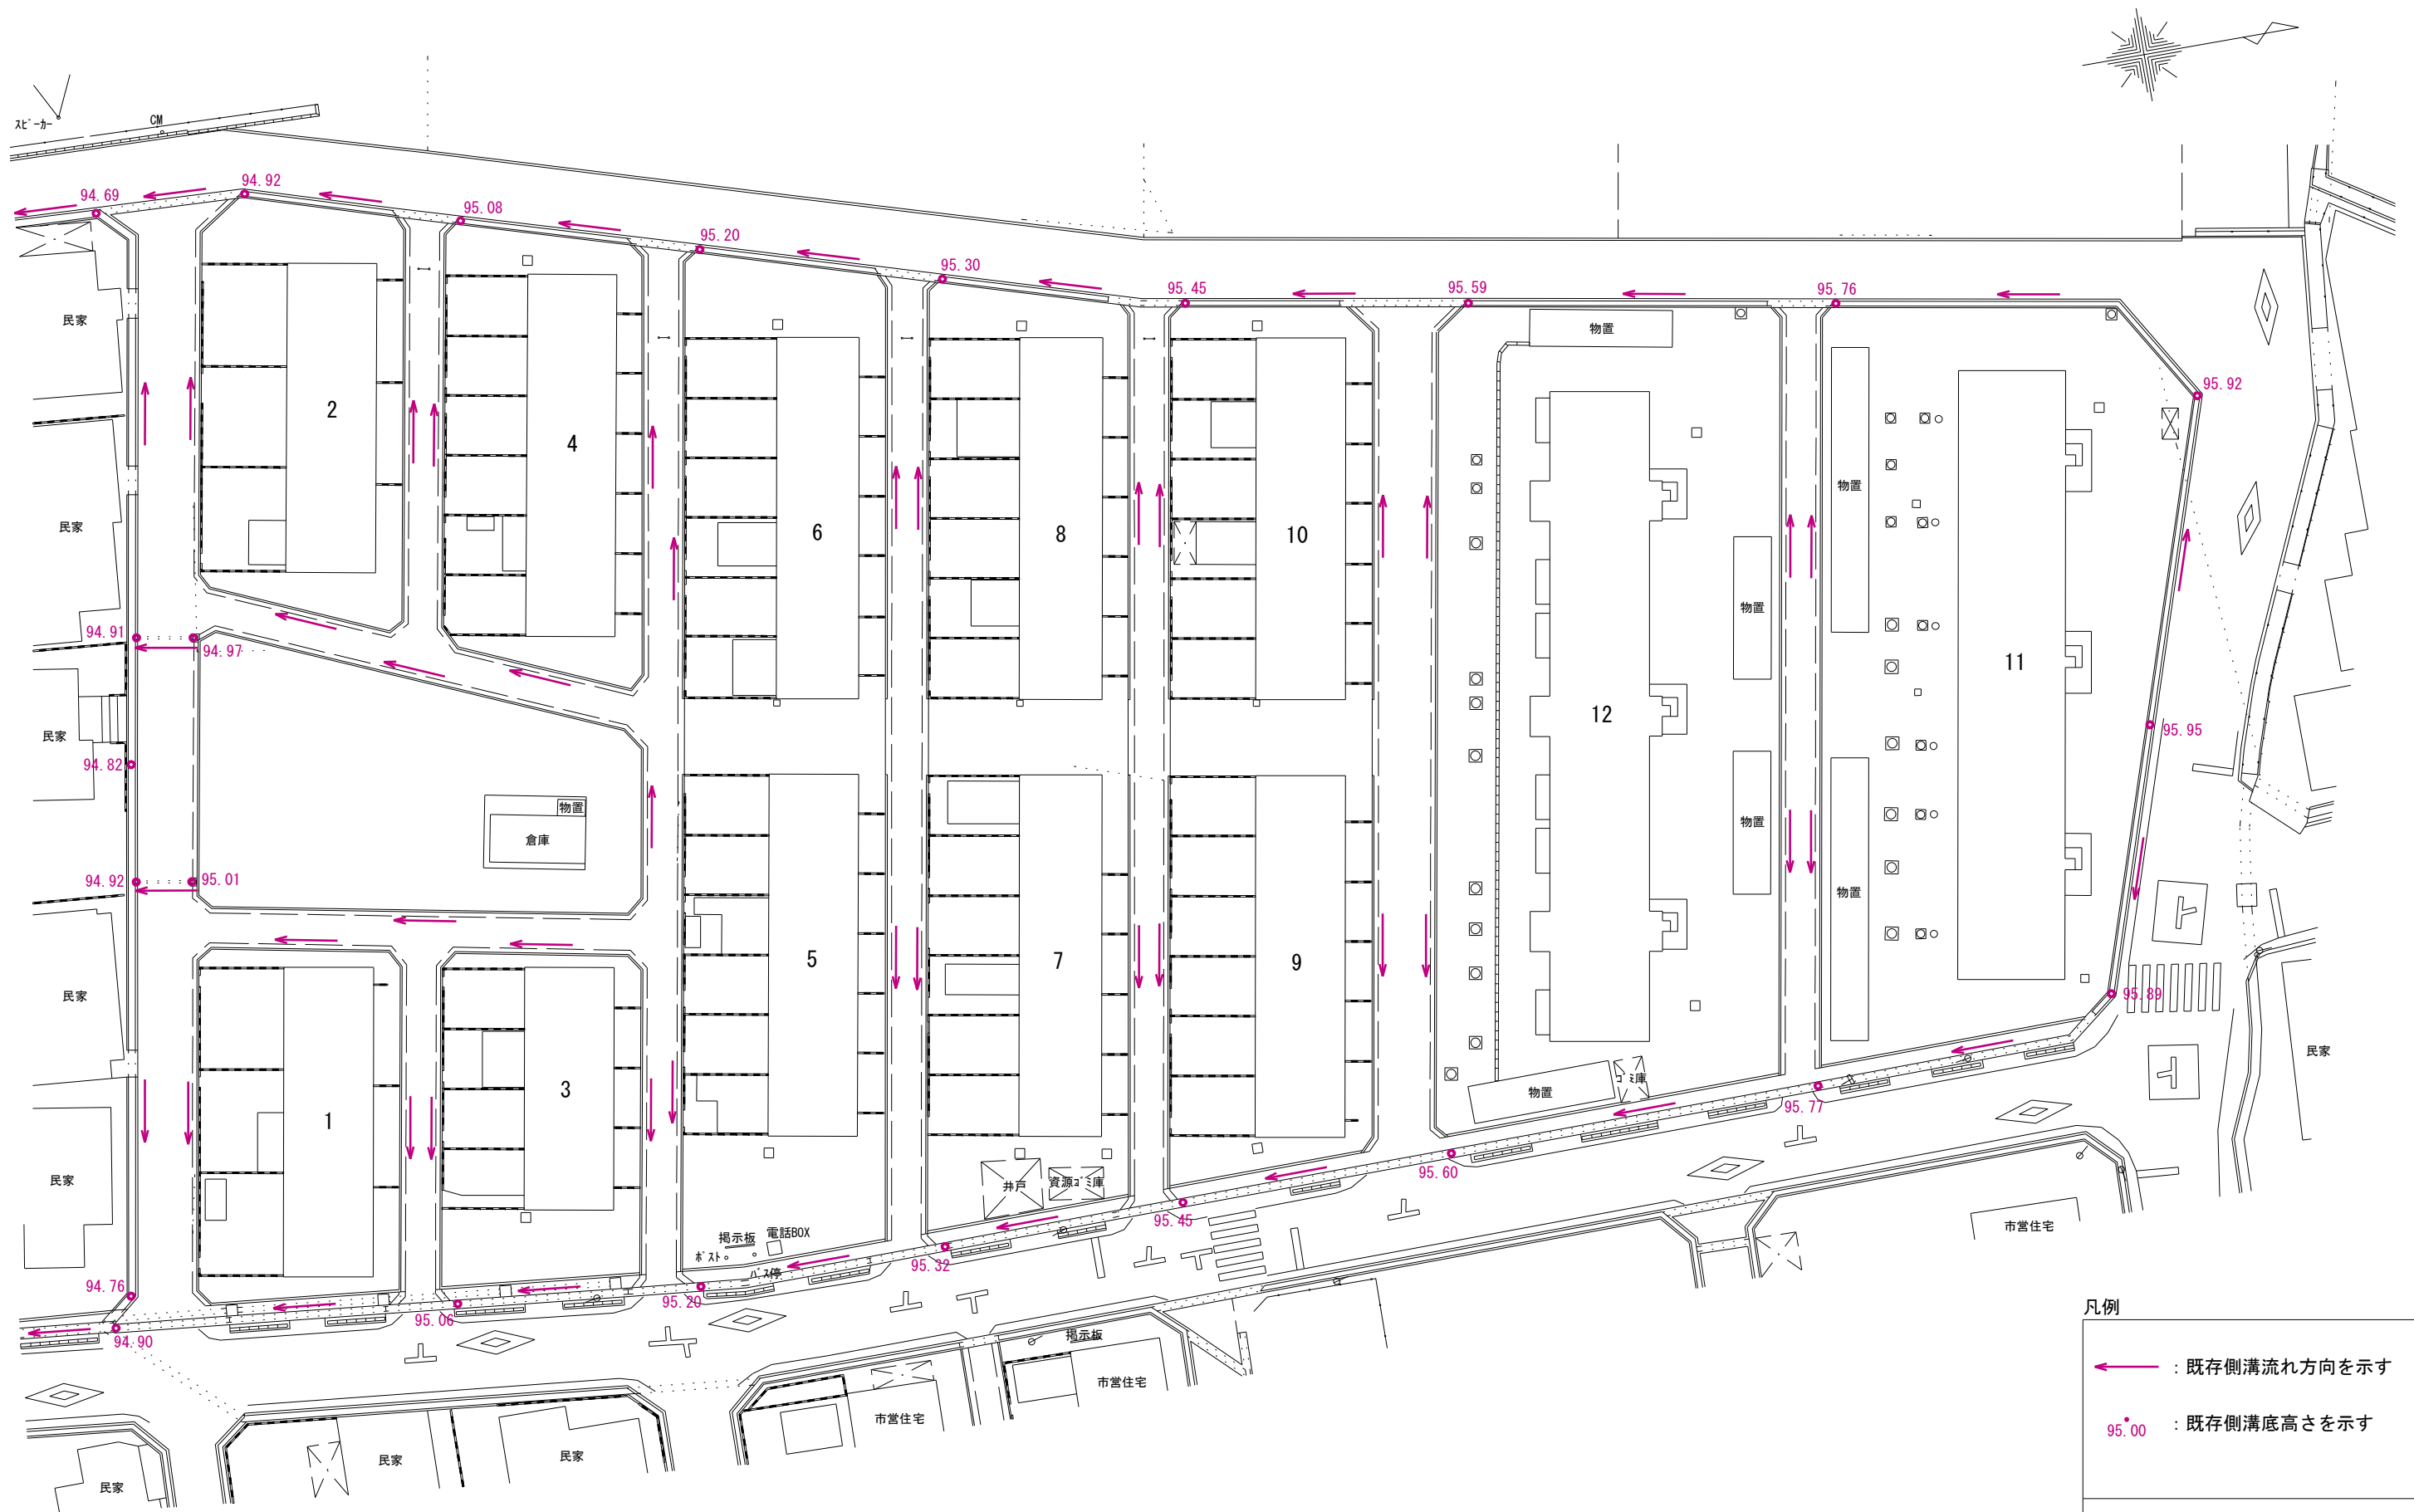 スピーカー
CM
94.69
94.92
95.08
95.20
95.30
95.45
95.59
95.76
95.92
民家
物置
2
4
6
8
10
12
11
物置
民家
物置
94.91
94.97
民家
94.82
95.95
物置
倉庫
物置
物置
94.92
95.01
民家
5
7
9
95.89
1
3
民家
物置
ゴミ庫
民家
95.77
95.60
井戸
資源ゴミ庫
95.45
市営住宅
掲示板
電話BOX
ポスト
バス停
95.32
94.76
95.20
95.06
94.90
掲示板
市営住宅
市営住宅
民家
民家
民家
凡例
：既存側溝流れ方向を示す
95.00 ：既存側溝底高さを示す